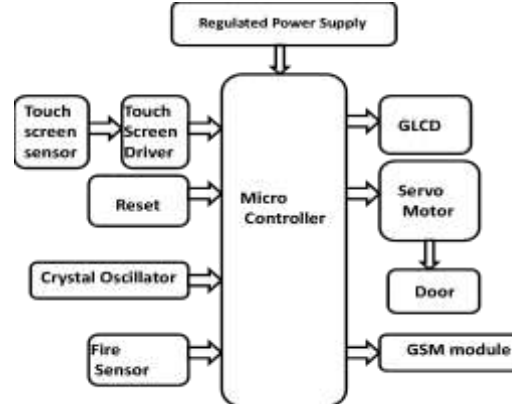 Regulated Power Supply
Touch
screen
sensor
Touch
Screen
Driver
GLCD
Reset
Micro
Controller
Servo
Motor
Crystal Oscillator
Door
Fire
Sensor
GSM module